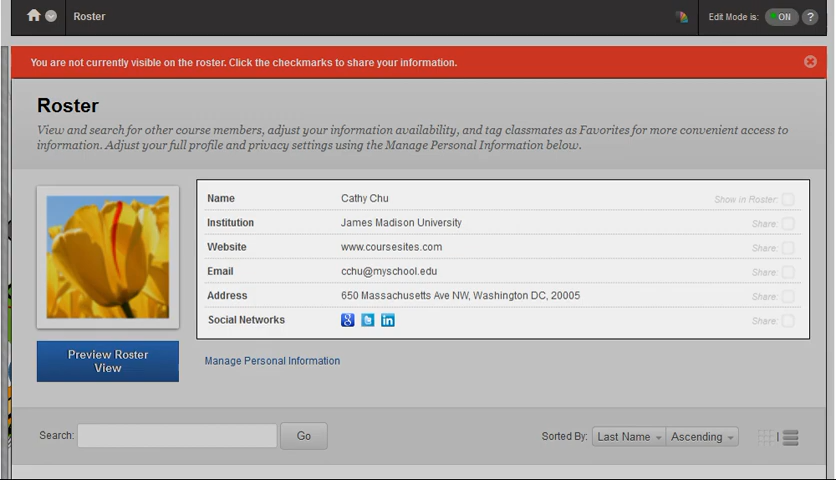 Roster
Edit Mode is: ON ?
You are not currently visible on the roster. Click the checkmarks to share your information.
Roster
View and search for other course members, adjust your information availability, and tag classmates as Favorites for more convenient access to
information. Adjust your full profile and privacy settings using the Manage Personal Information below.
Name Cathy Chu Show in Roster:
Institution James Madison University Share:
Website www.coursesites.com Share:
Email cchu@myschool.edu Share:
Address 650 Massachusetts Ave NW, Washington DC, 20005 Share:
Social Networks g t in Share:
Preview Roster
View
Manage Personal Information
Search: Go Sorted By: Last Name Ascending